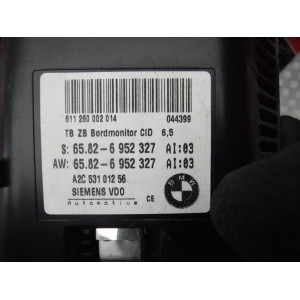 611 260 002 014 044399
TB ZB Bordmonitor CID 6,5
S: 65.82-6 952 327 AI:03
AW: 65.82-6 952 327 AI:03
A2C 531 012 56
SIEMENS VDO
Automotive CE
BMW